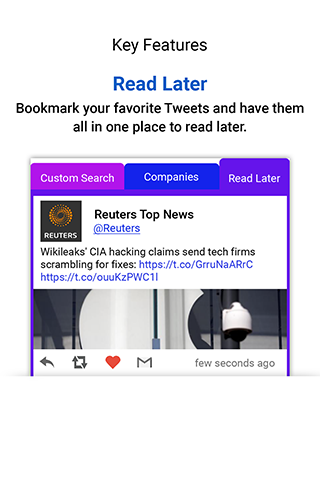 Key Features
Read Later
Bookmark your favorite Tweets and have them
all in one place to read later.
Custom Search
Companies
Read Later
REUTERS
Reuters Top News
@Reuters
Wikileaks' CIA hacking claims send tech firms
scrambling for fixes: https://t.co/GrruNaARrC
https://t.co/ouuKzPWC1l
few seconds ago